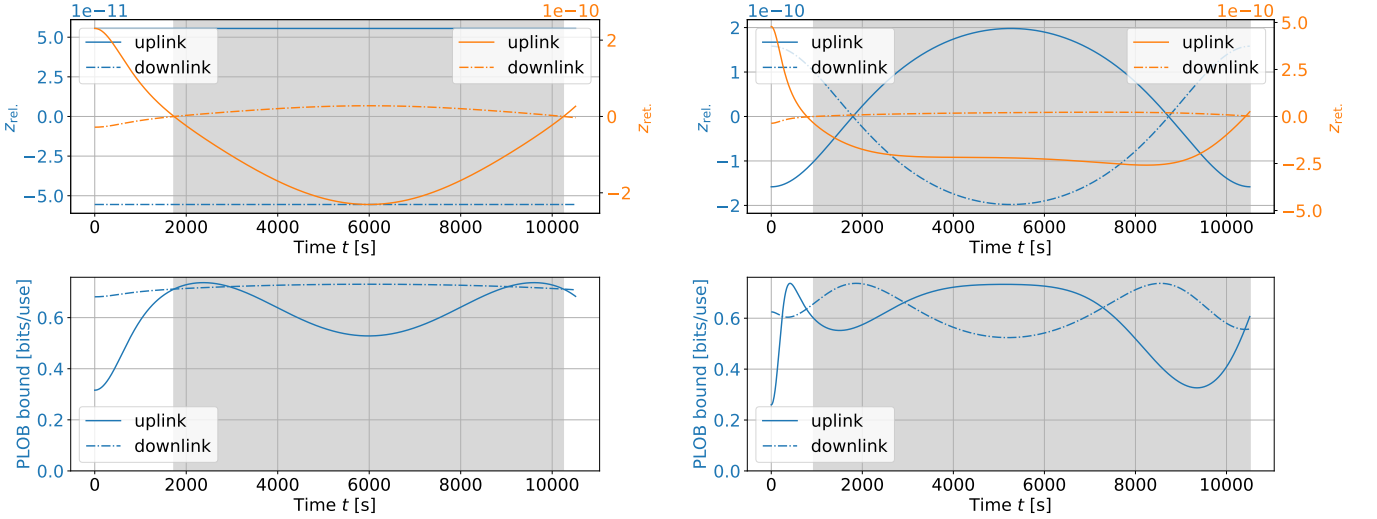 1e−11
1e−10
5.0
2.5
0.0
−2.5
−5.0
z_rel.
uplink
downlink
uplink
downlink
2
0
−2
z_ret.
0 2000 4000 6000 8000 10000
Time t [s]
1e−10
1e−10
2
1
0
−1
−2
z_rel.
uplink
downlink
uplink
downlink
5.0
2.5
0.0
−2.5
−5.0
z_ret.
0 2000 4000 6000 8000 10000
Time t [s]
PLOB bound [bits/use]
0.6
0.4
0.2
0.0
uplink
downlink
0 2000 4000 6000 8000 10000
Time t [s]
PLOB bound [bits/use]
0.6
0.4
0.2
0.0
uplink
downlink
0 2000 4000 6000 8000 10000
Time t [s]